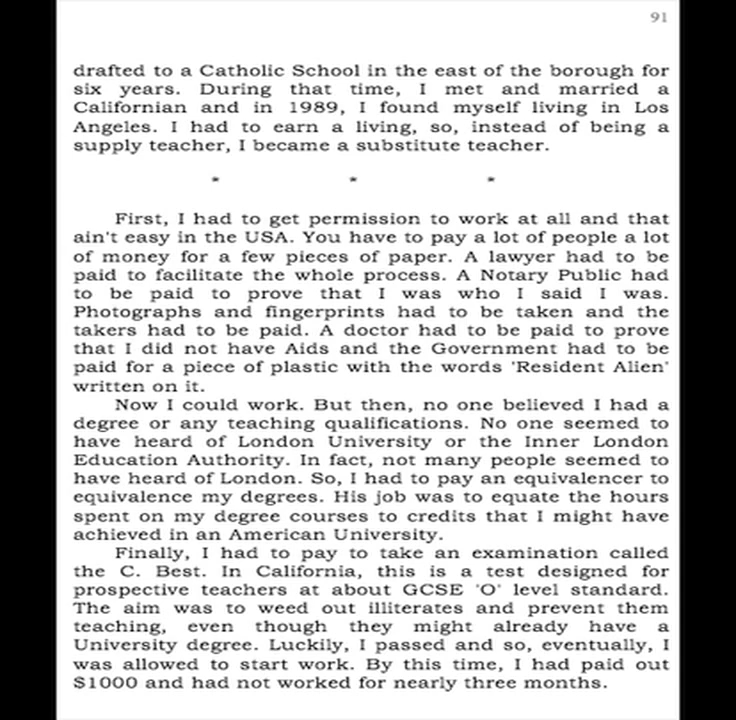 91
drafted to a Catholic School in the east of the borough for
six years. During that time, I met and married a
Californian and in 1989, I found myself living in Los
Angeles. I had to earn a living, so, instead of being a
supply teacher, I became a substitute teacher.
* * *
First, I had to get permission to work at all and that
ain't easy in the USA. You have to pay a lot of people a lot
of money for a few pieces of paper. A lawyer had to be
paid to facilitate the whole process. A Notary Public had
to be paid to prove that I was who I said I was.
Photographs and fingerprints had to be taken and the
takers had to be paid. A doctor had to be paid to prove
that I did not have Aids and the Government had to be
paid for a piece of plastic with the words 'Resident Alien'
written on it.
Now I could work. But then, no one believed I had a
degree or any teaching qualifications. No one seemed to
have heard of London University or the Inner London
Education Authority. In fact, not many people seemed to
have heard of London. So, I had to pay an equivalencer to
equivalence my degrees. His job was to equate the hours
spent on my degree courses to credits that I might have
achieved in an American University.
Finally, I had to pay to take an examination called
the C. Best. In California, this is a test designed for
prospective teachers at about GCSE 'O' level standard.
The aim was to weed out illiterates and prevent them
teaching, even though they might already have a
University degree. Luckily, I passed and so, eventually, I
was allowed to start work. By this time, I had paid out
$1000 and had not worked for nearly three months.